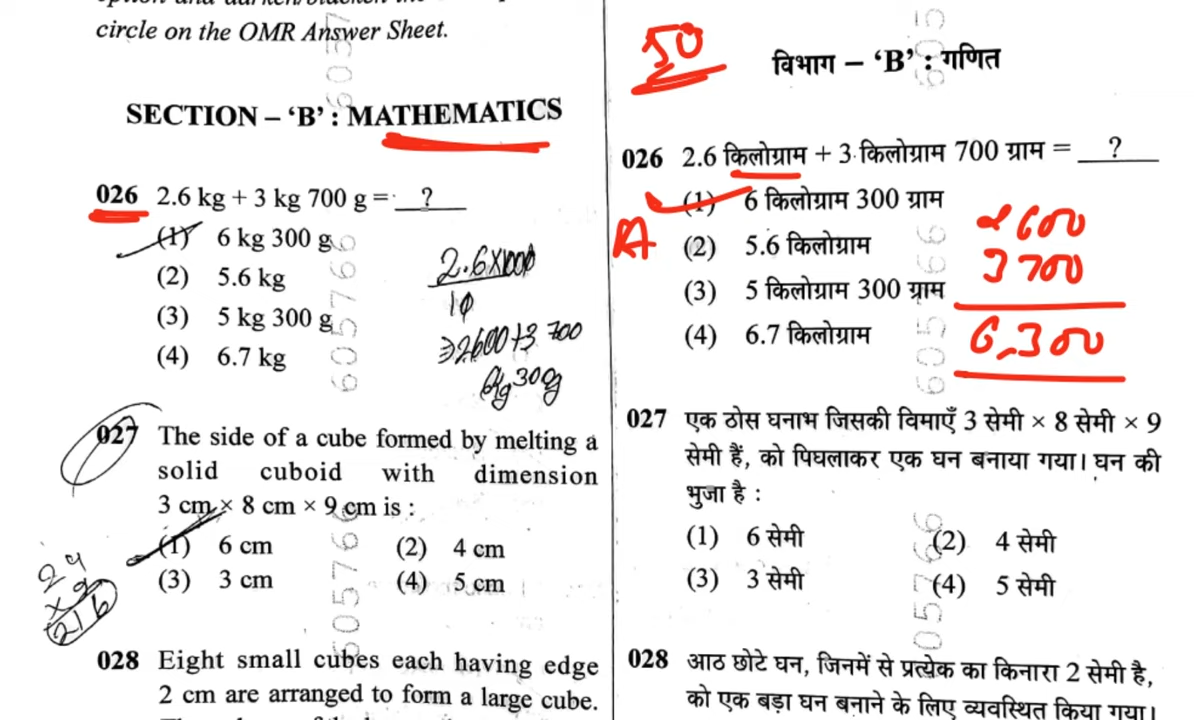 circle on the OMR Answer Sheet.
SECTION – ‘B’ : MATHEMATICS
026 2.6 kg + 3 kg 700 g = ?
(1) 6 kg 300 g
(2) 5.6 kg
(3) 5 kg 300 g
(4) 6.7 kg
2.6×1000
10
2600+3700
6kg 300g
027 The side of a cube formed by melting a
solid cuboid with dimension
3 cm × 8 cm × 9 cm is :
(1) 6 cm (2) 4 cm
(3) 3 cm (4) 5 cm
24
×9
216
028 Eight small cubes each having edge
2 cm are arranged to form a large cube.
50
विभाग – ‘B’ : गणित
026 2.6 किलोग्राम + 3 किलोग्राम 700 ग्राम = ?
(1) 6 किलोग्राम 300 ग्राम
(2) 5.6 किलोग्राम
(3) 5 किलोग्राम 300 ग्राम
(4) 6.7 किलोग्राम
2600
3700
6.300
027 एक ठोस घनाभ जिसकी विमाएँ 3 सेमी × 8 सेमी × 9
सेमी हैं, को पिघलाकर एक घन बनाया गया। घन की
भुजा है :
(1) 6 सेमी (2) 4 सेमी
(3) 3 सेमी (4) 5 सेमी
028 आठ छोटे घन, जिनमें से प्रत्येक का किनारा 2 सेमी है,
को एक बड़ा घन बनाने के लिए व्यवस्थित किया गया।